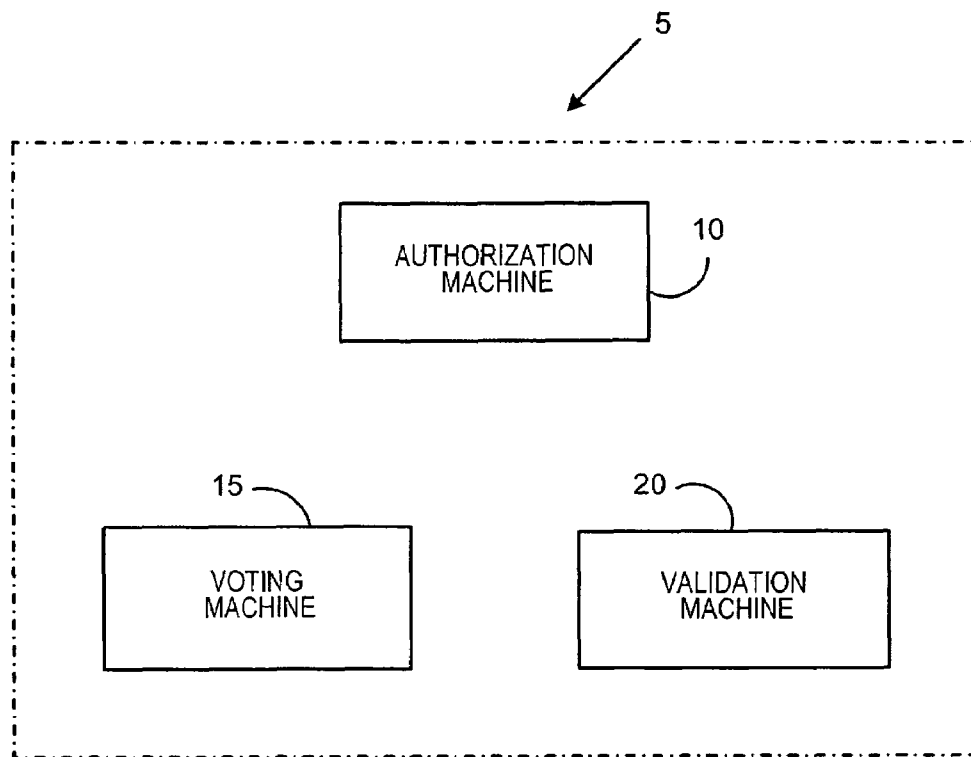 5
AUTHORIZATION
MACHINE
10
15
20
VOTING
MACHINE
VALIDATION
MACHINE